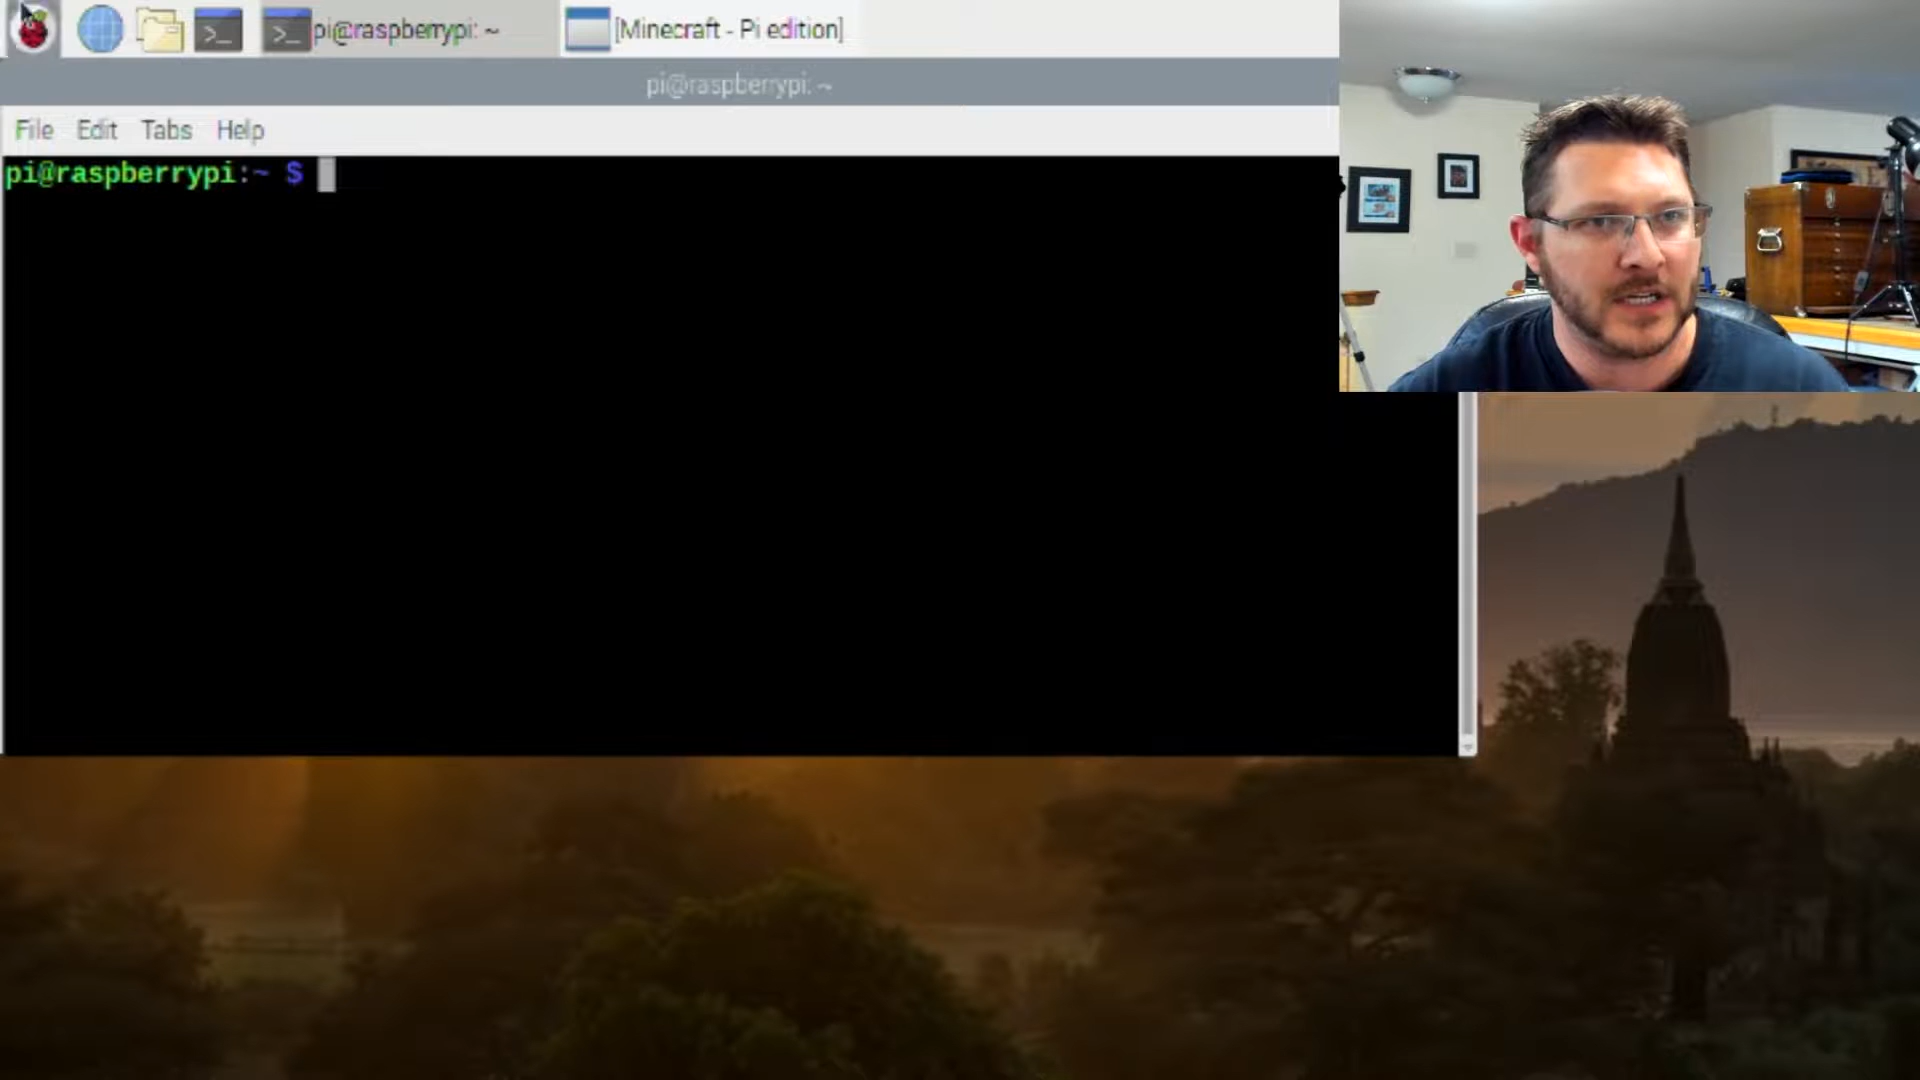 pi@raspberrypi: ~ [Minecraft - Pi edition]
pi@raspberrypi: ~
File Edit Tabs Help
pi@raspberrypi:~ $